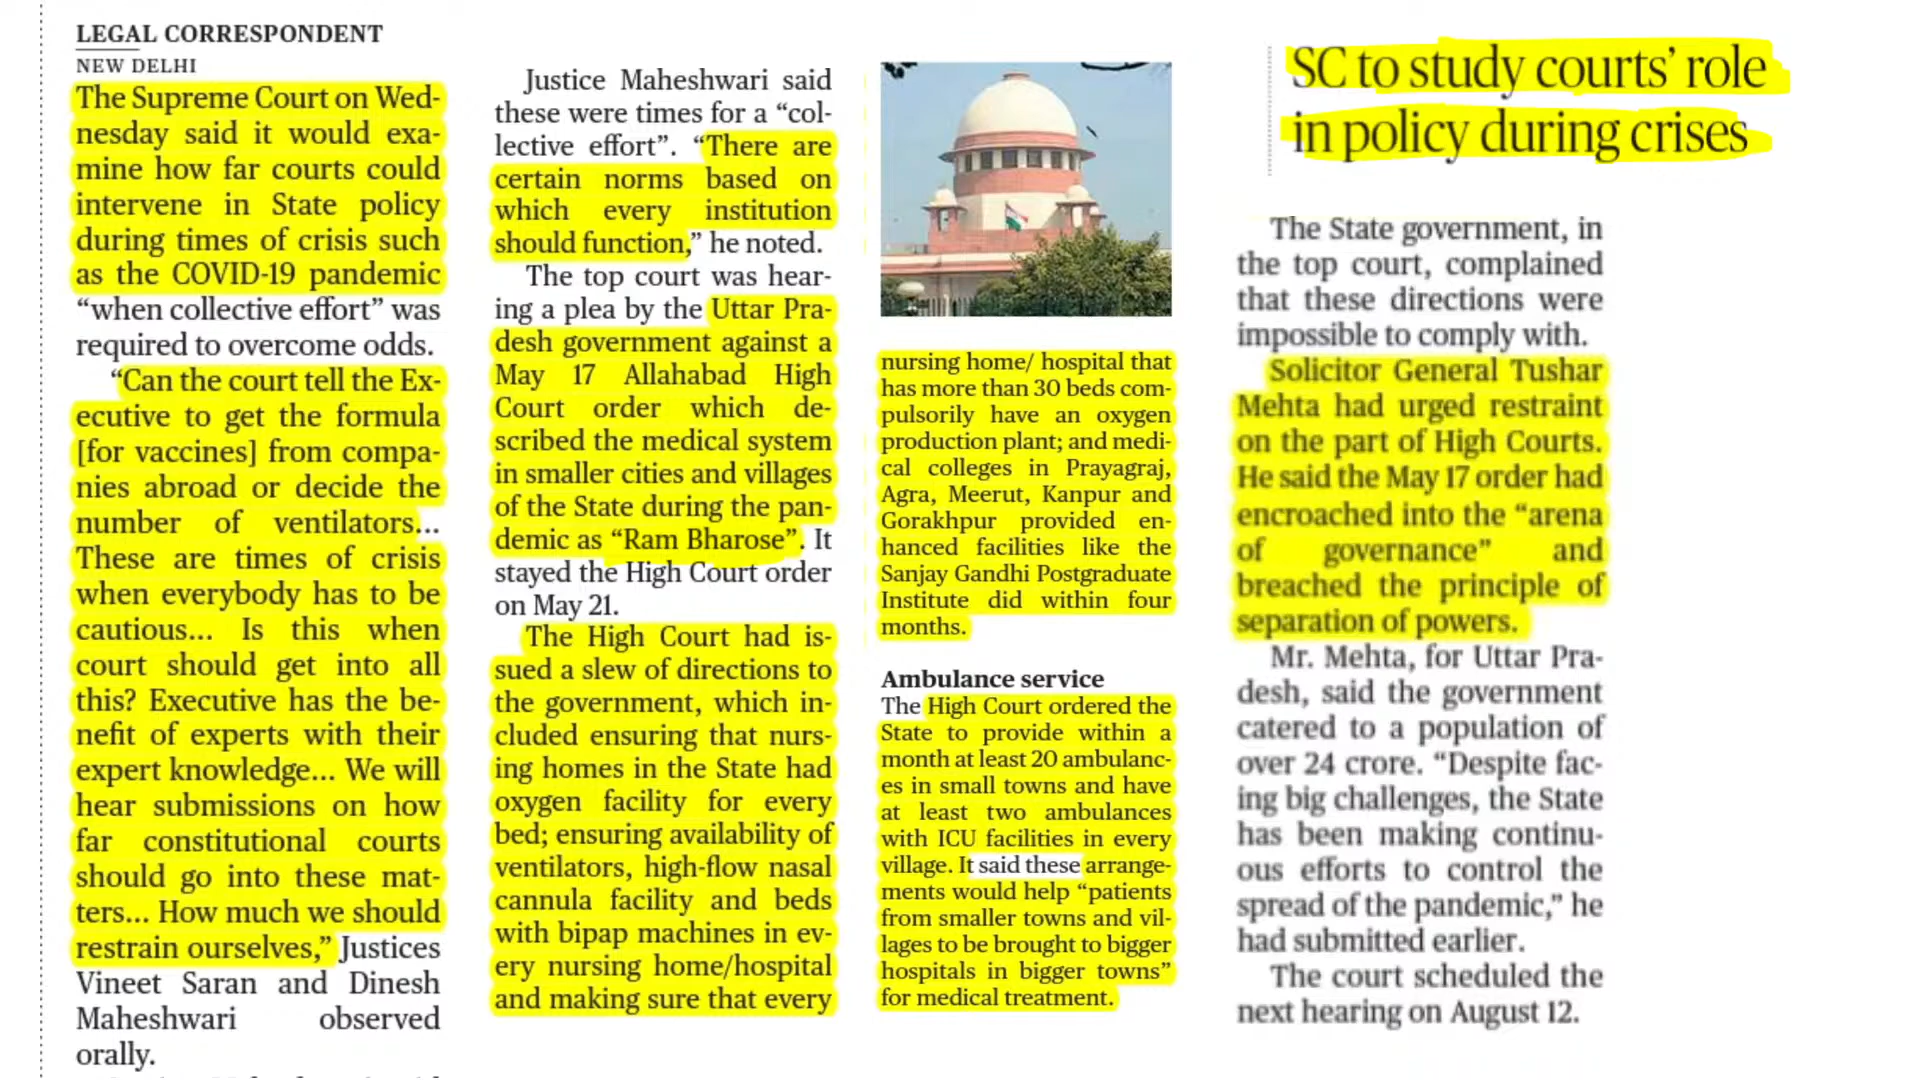 LEGAL CORRESPONDENT
NEW DELHI
The Supreme Court on Wed-
nesday said it would exa-
mine how far courts could
intervene in State policy
during times of crisis such
as the COVID-19 pandemic
“when collective effort” was
required to overcome odds.
“Can the court tell the Ex-
ecutive to get the formula
[for vaccines] from compa-
nies abroad or decide the
number of ventilators...
These are times of crisis
when everybody has to be
cautious... Is this when
court should get into all
this? Executive has the be-
nefit of experts with their
expert knowledge... We will
hear submissions on how
far constitutional courts
should go into these mat-
ters... How much we should
restrain ourselves,” Justices
Vineet Saran and Dinesh
Maheshwari observed
orally.
Justice Maheshwari said
these were times for a “col-
lective effort”. “There are
certain norms based on
which every institution
should function,” he noted.
The top court was hear-
ing a plea by the Uttar Pra-
desh government against a
May 17 Allahabad High
Court order which de-
scribed the medical system
in smaller cities and villages
of the State during the pan-
demic as “Ram Bharose”. It
stayed the High Court order
on May 21.
The High Court had is-
sued a slew of directions to
the government, which in-
cluded ensuring that nurs-
ing homes in the State had
oxygen facility for every
bed; ensuring availability of
ventilators, high-flow nasal
cannula facility and beds
with bipap machines in ev-
ery nursing home/hospital
and making sure that every
nursing home/ hospital that
has more than 30 beds com-
pulsorily have an oxygen
production plant; and medi-
cal colleges in Prayagraj,
Agra, Meerut, Kanpur and
Gorakhpur provided en-
hanced facilities like the
Sanjay Gandhi Postgraduate
Institute did within four
months.
Ambulance service
The High Court ordered the
State to provide within a
month at least 20 ambulanc-
es in small towns and have
at least two ambulances
with ICU facilities in every
village. It said these arrange-
ments would help “patients
from smaller towns and vil-
lages to be brought to bigger
hospitals in bigger towns”
for medical treatment.
SC to study courts’ role
in policy during crises
The State government, in
the top court, complained
that these directions were
impossible to comply with.
Solicitor General Tushar
Mehta had urged restraint
on the part of High Courts.
He said the May 17 order had
encroached into the “arena
of governance” and
breached the principle of
separation of powers.
Mr. Mehta, for Uttar Pra-
desh, said the government
catered to a population of
over 24 crore. “Despite fac-
ing big challenges, the State
has been making continu-
ous efforts to control the
spread of the pandemic,” he
had submitted earlier.
The court scheduled the
next hearing on August 12.